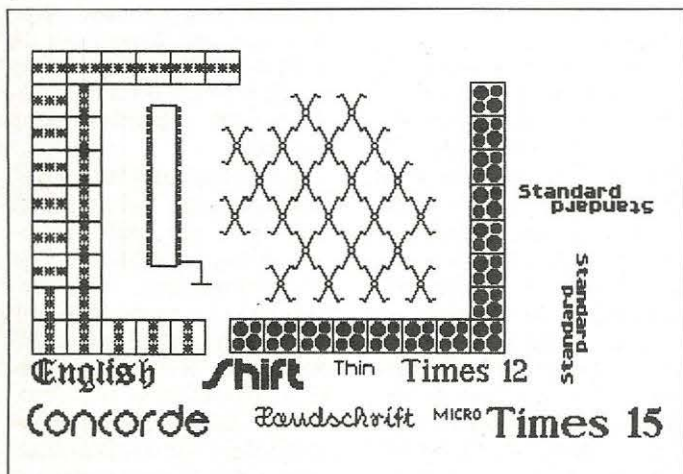 Standard
Standard
Standard
Standard
English Shift Thin Times 12
Concorde Handschrift MICRO Times 15